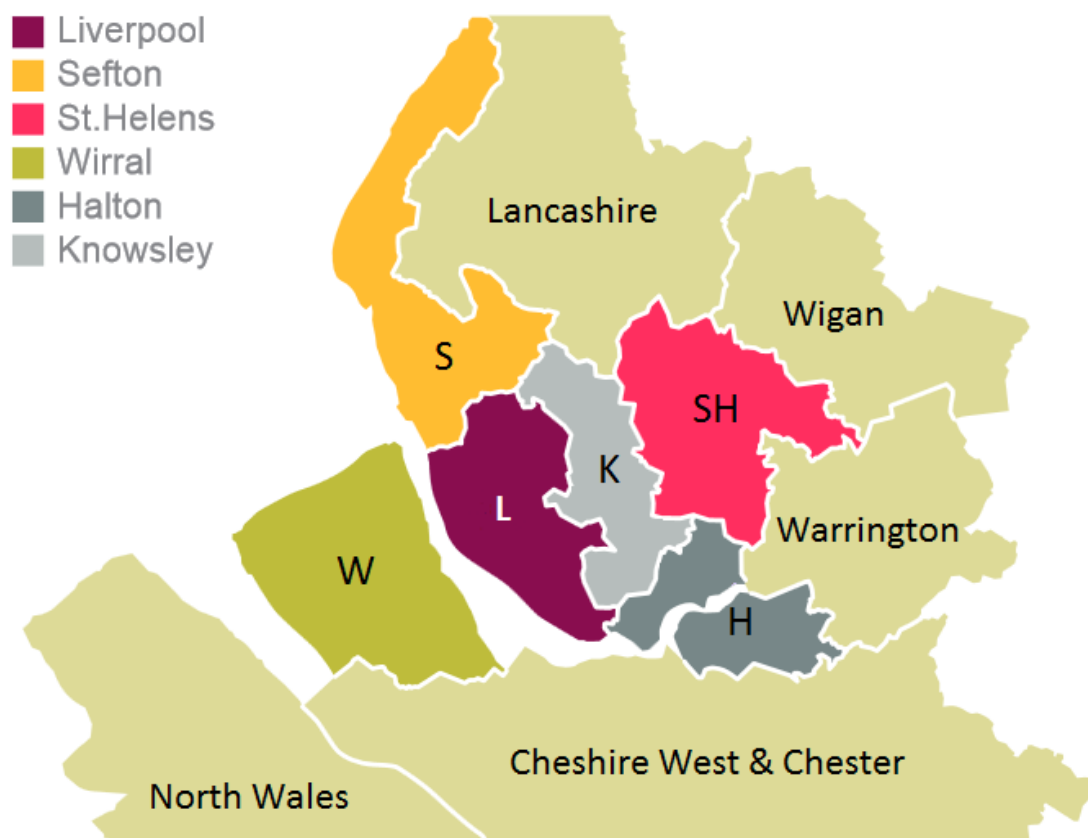 Liverpool
Sefton
St.Helens
Wirral
Halton
Knowsley
Lancashire
Wigan
S
SH
K
L
Warrington
W
H
Cheshire West & Chester
North Wales